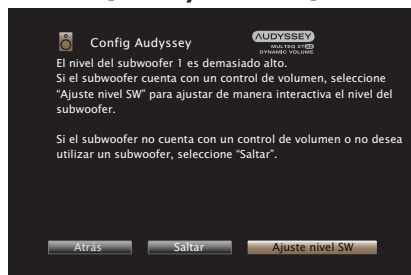 Config Audyssey
AUDYSSEY
MULTEQ XT32
DYNAMIC VOLUME
El nivel del subwoofer 1 es demasiado alto.
Si el subwoofer cuenta con un control de volumen, seleccione
“Ajuste nivel SW” para ajustar de manera interactiva el nivel del
subwoofer.
Si el subwoofer no cuenta con un control de volumen o no desea
utilizar un subwoofer, seleccione “Saltar”.
Atrás
Saltar
Ajuste nivel SW